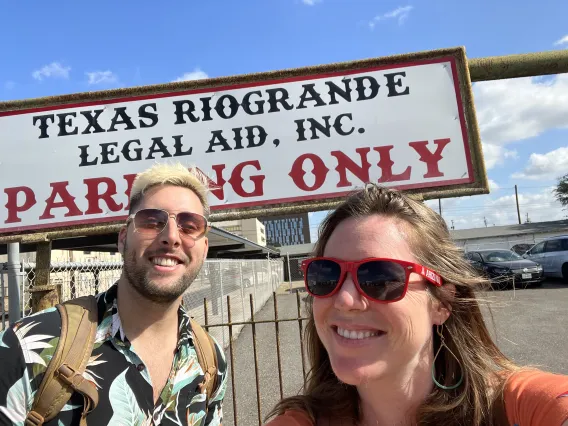 TEXAS RIOGRANDE
LEGAL AID, INC.
PARKING ONLY